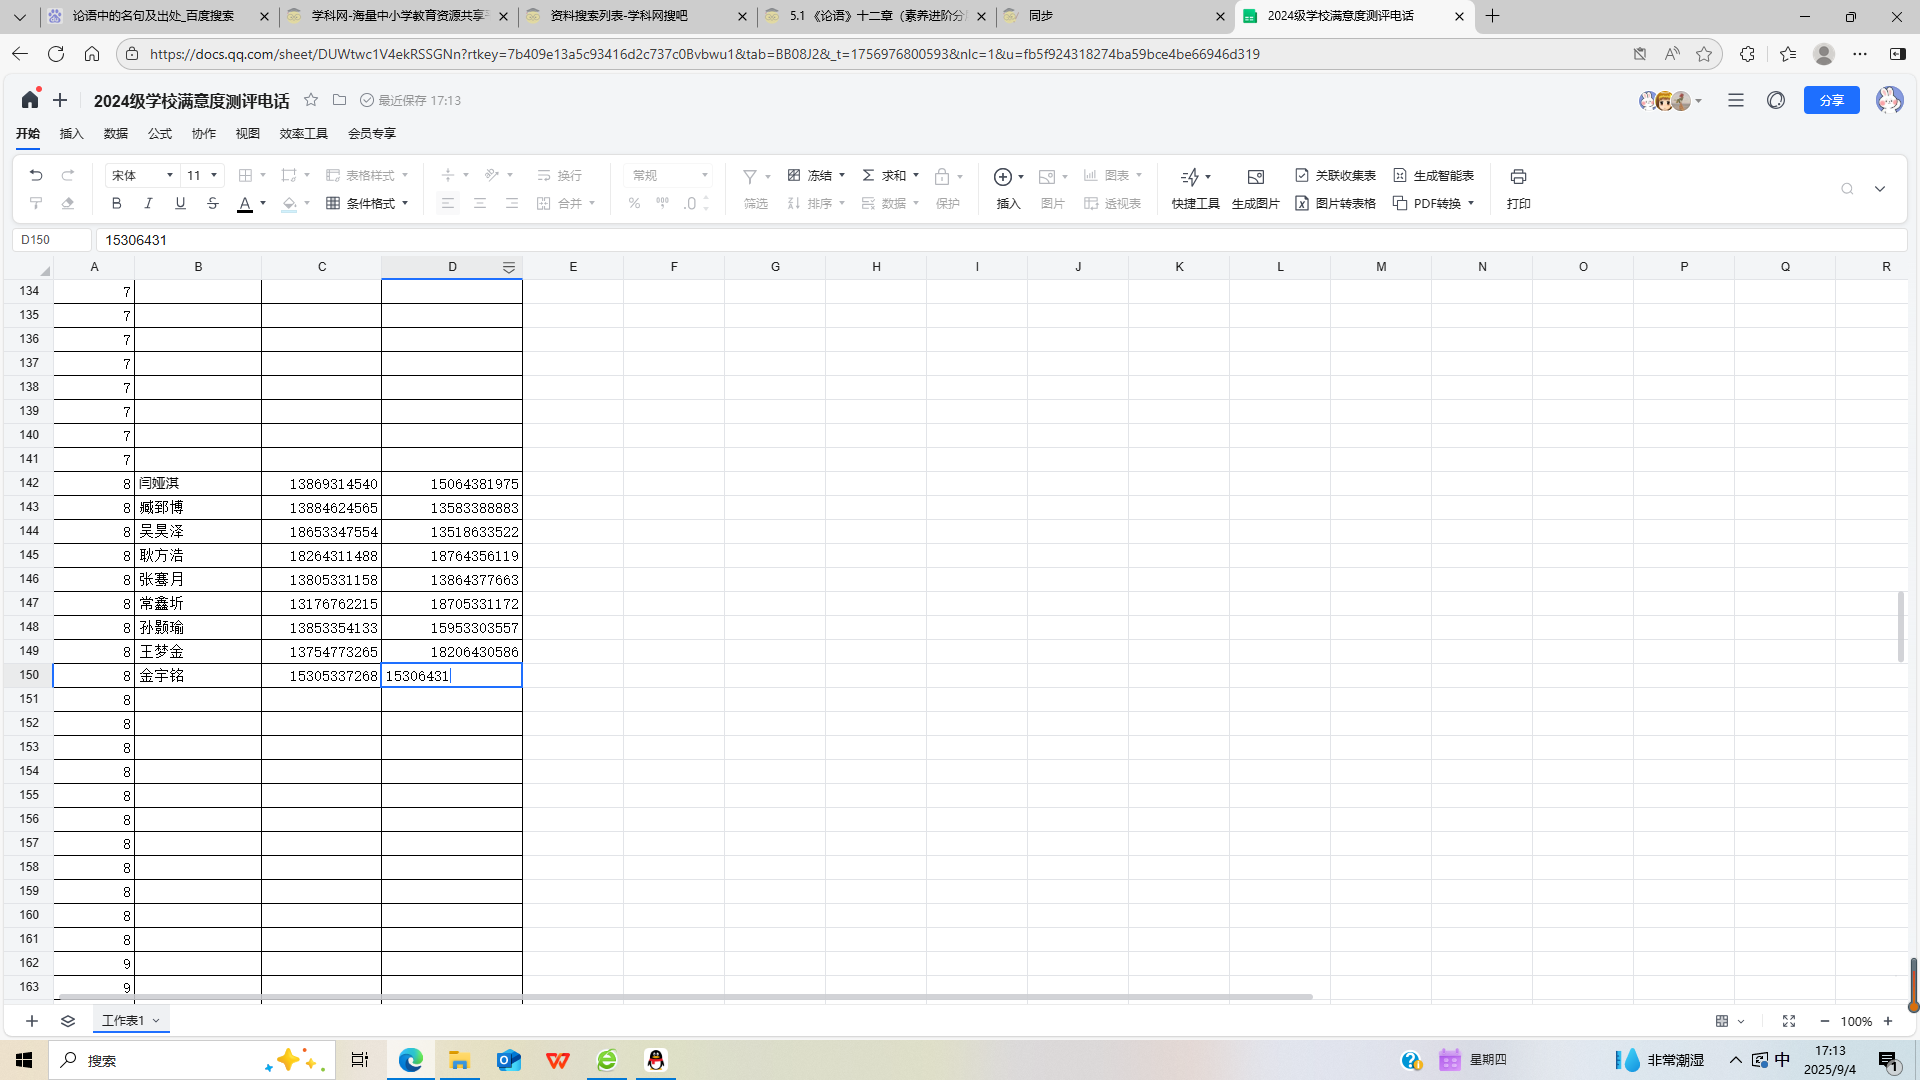 论语中的名句及出处_百度搜索
学科网-海量中小学教育资源共享
资料搜索列表-学科网搜吧
5.1 《论语》十二章（素养进阶分
同步
2024级学校满意度测评电话
https://docs.qq.com/sheet/DUWtwc1V4ekRSSGNn?rtkey=7b409e13a5c93416d2c737c0Bvbwu1&tab=BB08J2&_t=1756976800593&nlc=1&u=fb5f924318274ba59bce4be66946d319
2024级学校满意度测评电话 最近保存 17:13 分享
开始 插入 数据 公式 协作 视图 效率工具 会员专享
宋体 11 表格样式 换行 常规 冻结 求和 图表 关联收集表 生成智能表
B I U S A 条件格式 合并 % .0 筛选 排序 数据 保护 插入 图片 透视表 快捷工具 生成图片 图片转表格 PDF转换 打印
D150 15306431
A B C D E F G H I J K L M N O P Q R
134 7
135 7
136 7
137 7
138 7
139 7
140 7
141 7
142 8 闫娅淇 13869314540 15064381975
143 8 臧郅博 13884624565 13583388883
144 8 吴昊泽 18653347554 13518633522
145 8 耿方浩 18264311488 18764356119
146 8 张骞月 13805331158 13864377663
147 8 常鑫圻 13176762215 18705331172
148 8 孙颢瑜 13853354133 15953303557
149 8 王梦金 13754773265 18206430586
150 8 金宇铭 15305337268 15306431
151 8
152 8
153 8
154 8
155 8
156 8
157 8
158 8
159 8
160 8
161 8
162 9
163 9
工作表1 100%
搜索 星期四 非常潮湿 中 17:13
2025/9/4 1